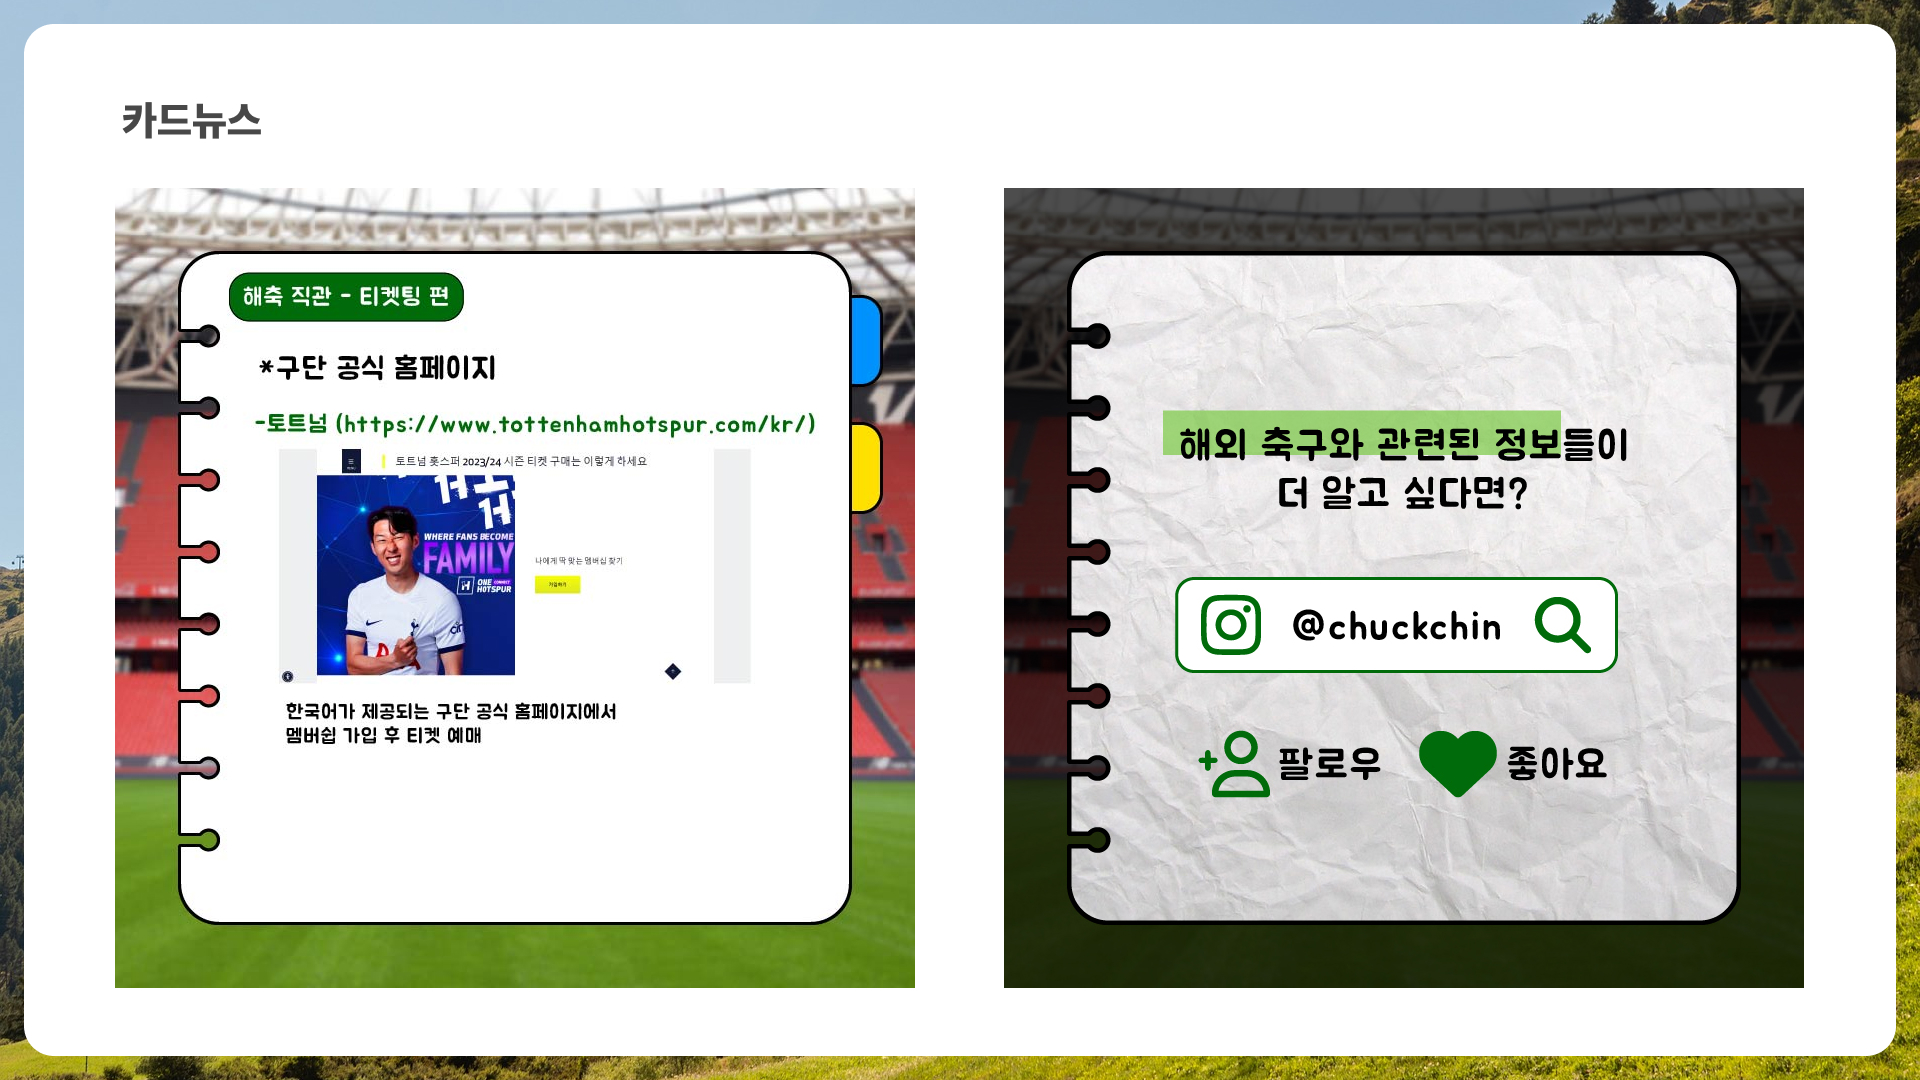 카드뉴스
해축 직관 - 티켓팅 편
*구단 공식 홈페이지
-토트넘 (https://www.tottenhamhotspur.com/kr/)
토트넘 홋스퍼 2023/24 시즌 티켓 구매는 이렇게 하세요
WHERE FANS BECOME
FAMILY
ONE CONNECT
HOTSPUR
나에게 딱 맞는 멤버십 찾기
가입하기
한국어가 제공되는 구단 공식 홈페이지에서
멤버쉽 가입 후 티켓 예매
해외 축구와 관련된 정보들이
더 알고 싶다면?
@chuckchin
팔로우
좋아요